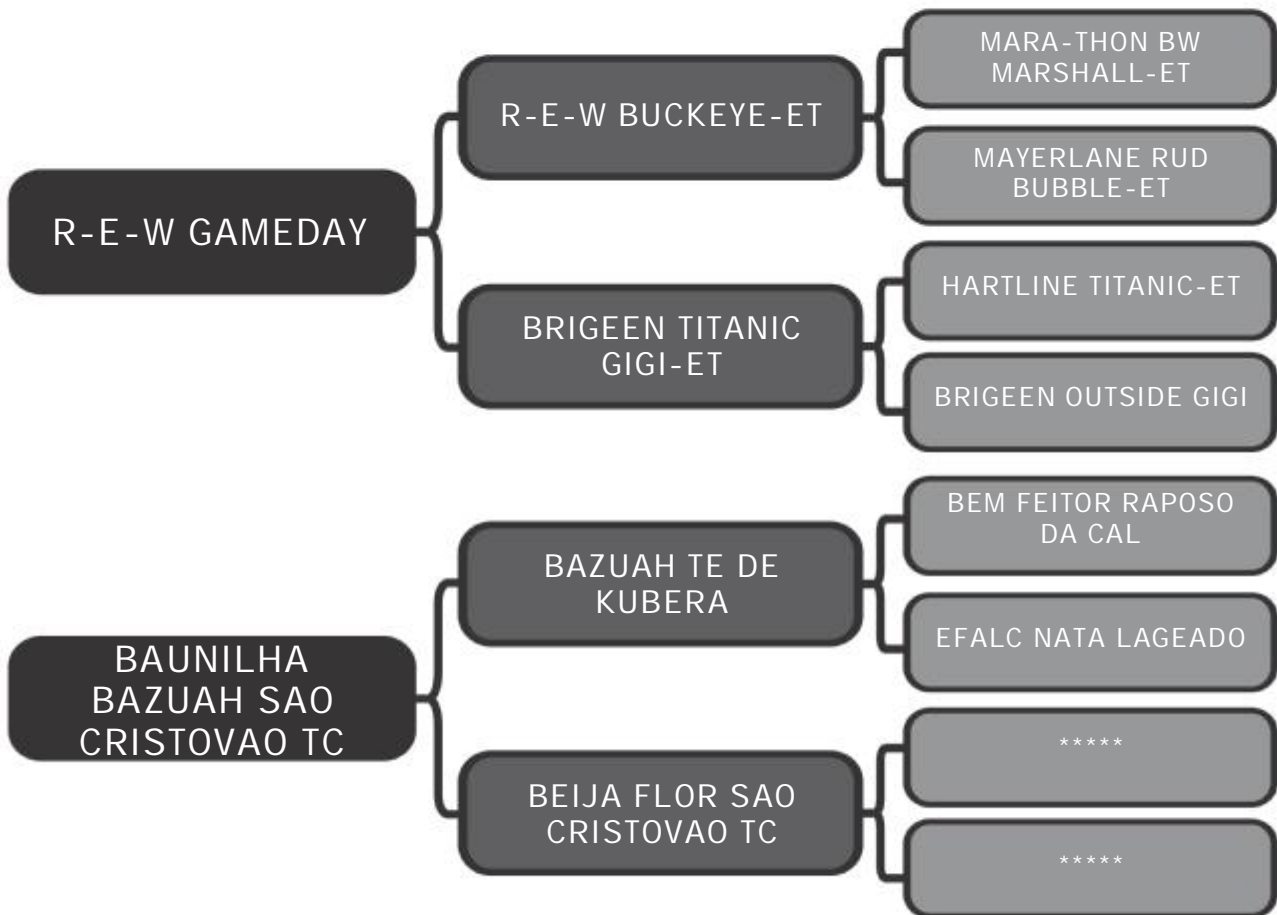 R-E-W GAMEDAY
R-E-W BUCKEYE-ET
MARA-THON BW
MARSHALL-ET
MAYERLANE RUD
BUBBLE-ET
BRIGEEN TITANIC
GIGI-ET
HARTLINE TITANIC-ET
BRIGEEN OUTSIDE GIGI
BAUNILHA
BAZUAH SAO
CRISTOVAO TC
BAZUAH TE DE
KUBERA
BEM FEITOR RAPOSO
DA CAL
EFALC NATA LAGEADO
BEIJA FLOR SAO
CRISTOVAO TC
*****
*****